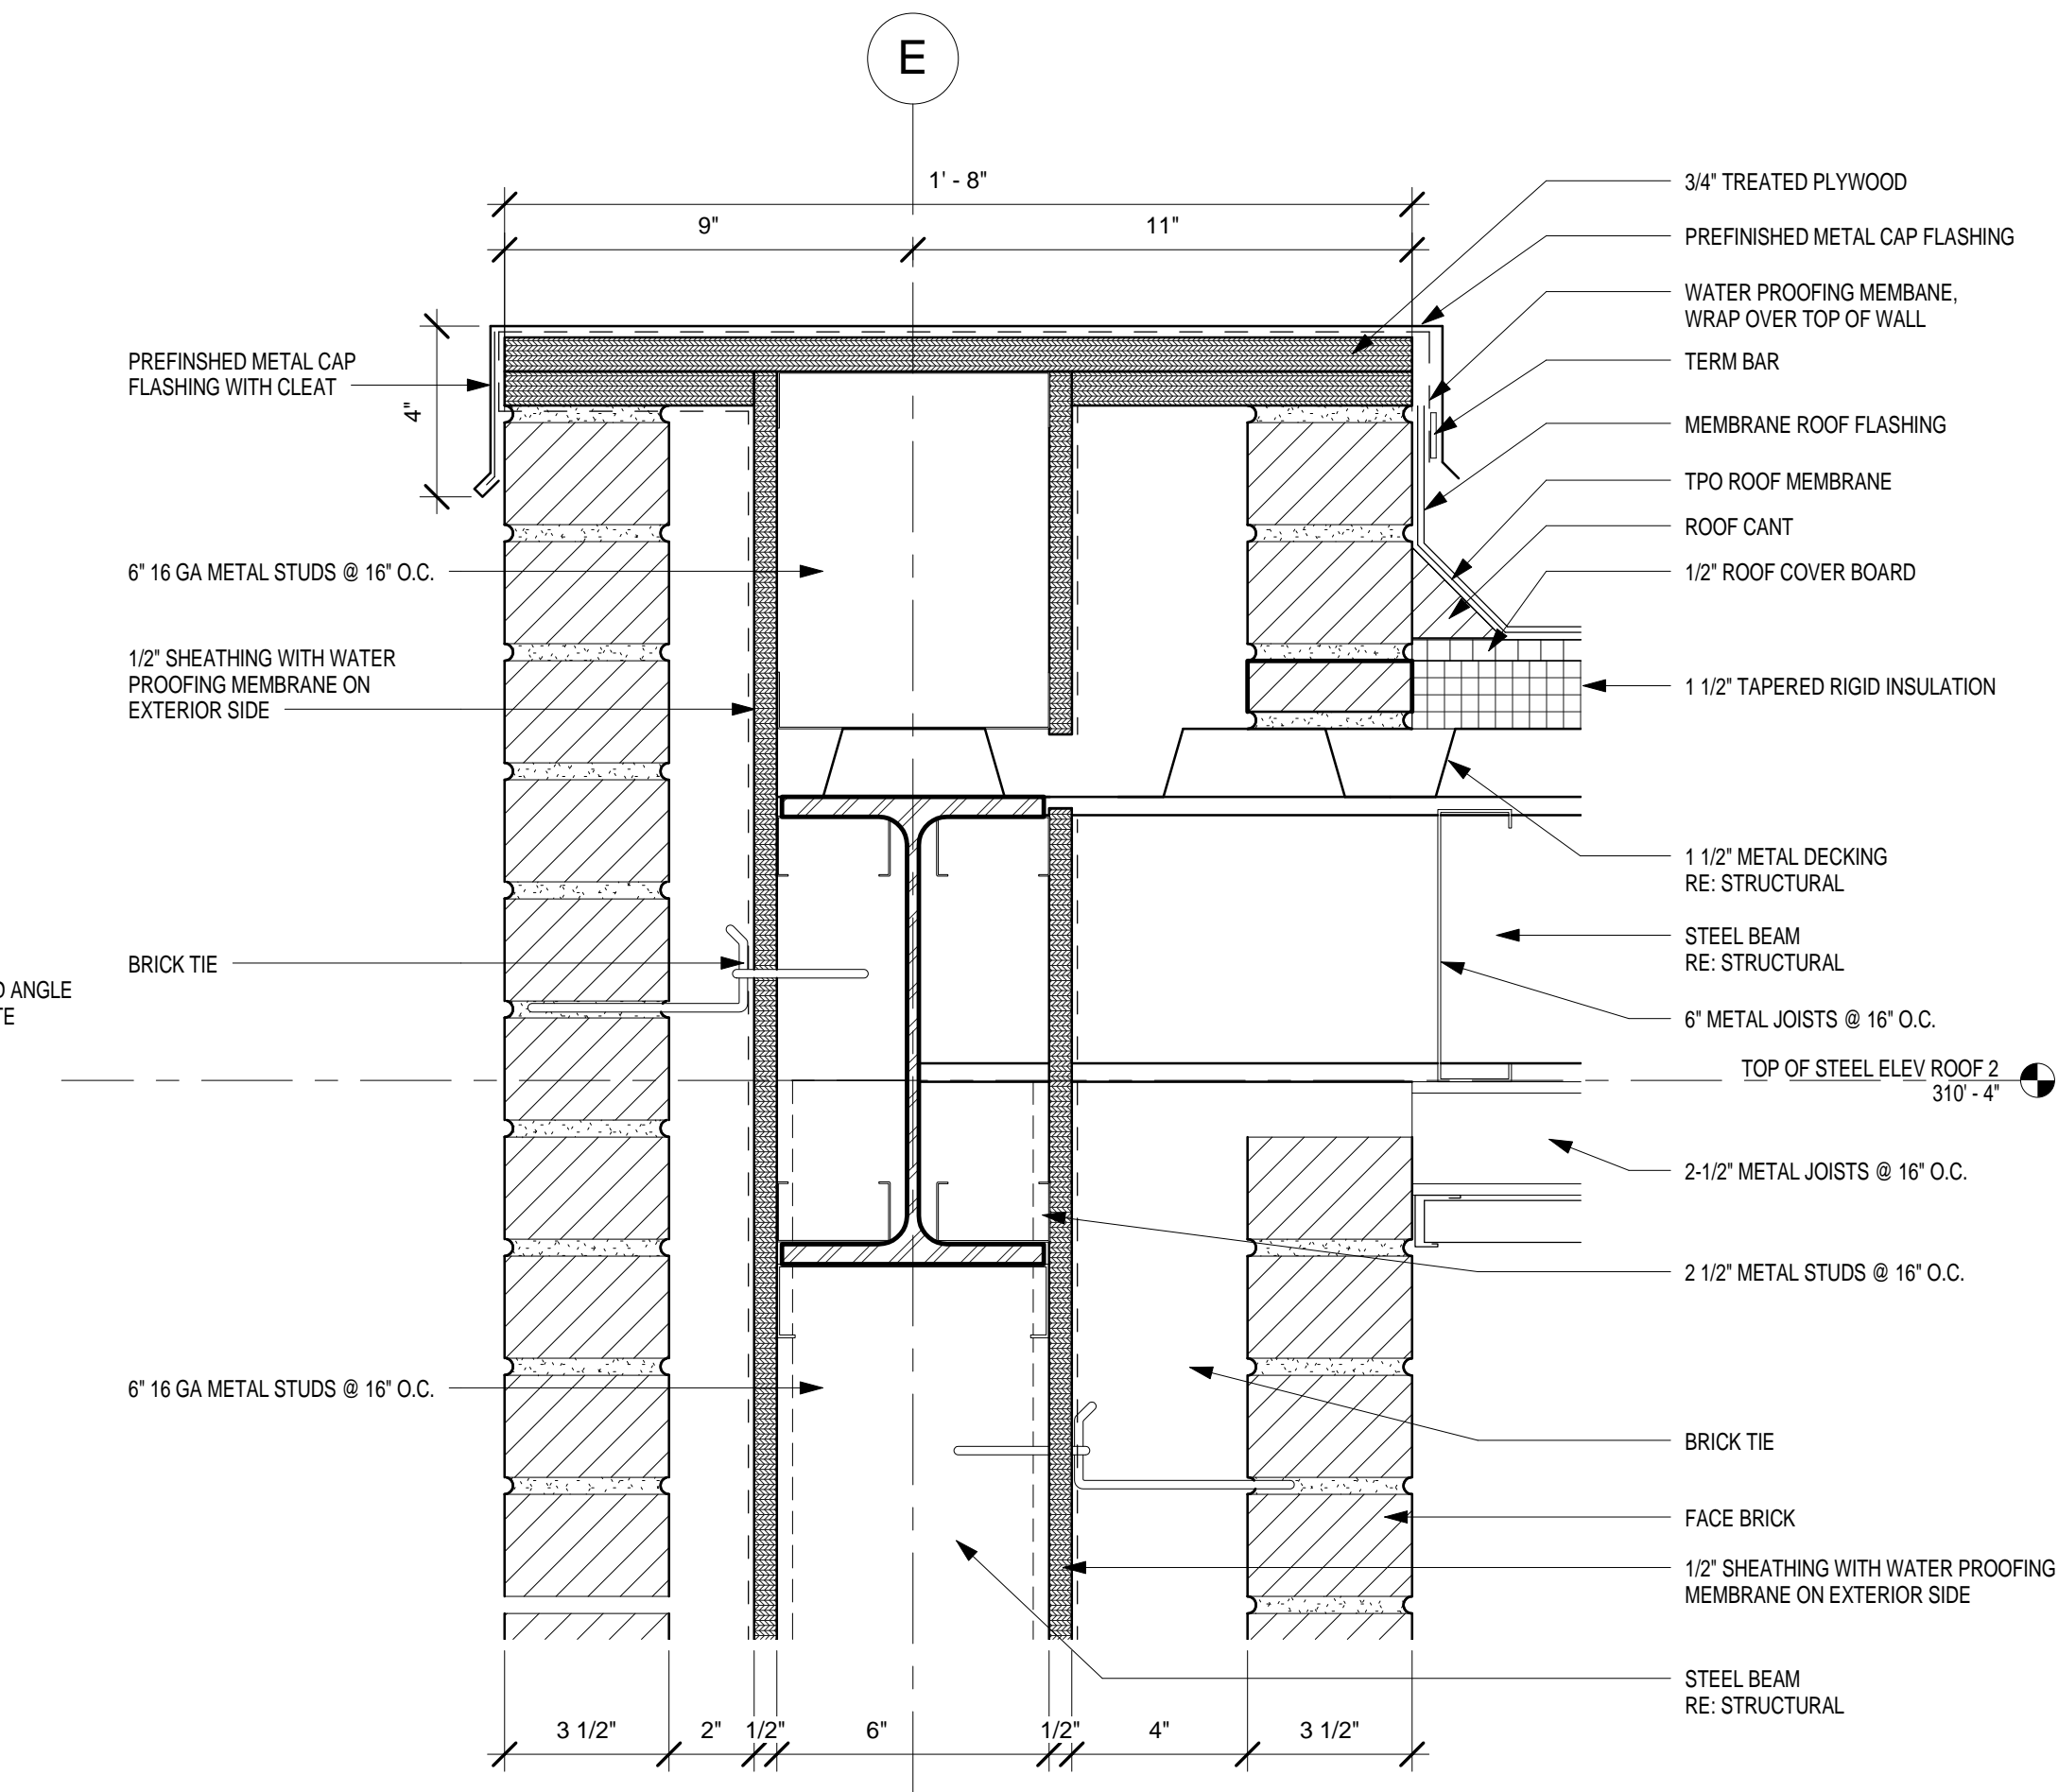 E
1' - 8"
9"
11"
4"
PREFINSHED METAL CAP
FLASHING WITH CLEAT
6" 16 GA METAL STUDS @ 16" O.C.
1/2" SHEATHING WITH WATER
PROOFING MEMBRANE ON
EXTERIOR SIDE
BRICK TIE
ANGLE
6" 16 GA METAL STUDS @ 16" O.C.
3/4" TREATED PLYWOOD
PREFINISHED METAL CAP FLASHING
WATER PROOFING MEMBANE,
WRAP OVER TOP OF WALL
TERM BAR
MEMBRANE ROOF FLASHING
TPO ROOF MEMBRANE
ROOF CANT
1/2" ROOF COVER BOARD
1 1/2" TAPERED RIGID INSULATION
1 1/2" METAL DECKING
RE: STRUCTURAL
STEEL BEAM
RE: STRUCTURAL
6" METAL JOISTS @ 16" O.C.
TOP OF STEEL ELEV ROOF 2
310' - 4"
2-1/2" METAL JOISTS @ 16" O.C.
2 1/2" METAL STUDS @ 16" O.C.
BRICK TIE
FACE BRICK
1/2" SHEATHING WITH WATER PROOFING
MEMBRANE ON EXTERIOR SIDE
STEEL BEAM
RE: STRUCTURAL
3 1/2"
2"
1/2"
6"
1/2"
4"
3 1/2"